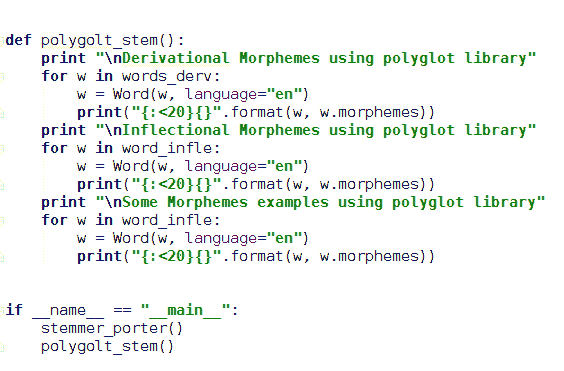 def polygolt_stem():
    print "\nDerivational Morphemes using polyglot library"
    for w in words_derv:
        w = Word(w, language="en")
        print("{:<20}{}".format(w, w.morphemes))
    print "\nInflectional Morphemes using polyglot library"
    for w in word_infle:
        w = Word(w, language="en")
        print("{:<20}{}".format(w, w.morphemes))
    print "\nSome Morphemes examples using polyglot library"
    for w in word_infle:
        w = Word(w, language="en")
        print("{:<20}{}".format(w, w.morphemes))
if __name__ == "__main__":
    stemmer_porter()
    polygolt_stem()